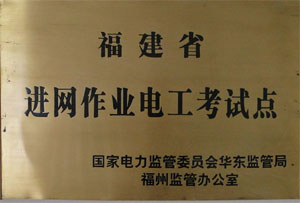 福建省
进网作业电工考试点
国家电力监管委员会华东监管局
福州监管办公室